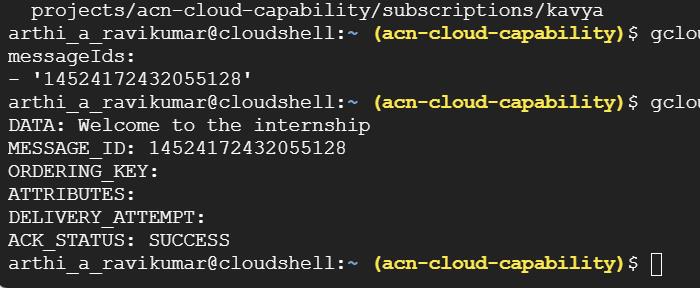 projects/acn-cloud-capability/subscriptions/kavya
arthi_a_ravikumar@cloudshell:~ (acn-cloud-capability)$ gclou
messageIds:
- '14524172432055128'
arthi_a_ravikumar@cloudshell:~ (acn-cloud-capability)$ gclou
DATA: Welcome to the internship
MESSAGE_ID: 14524172432055128
ORDERING_KEY:
ATTRIBUTES:
DELIVERY_ATTEMPT:
ACK_STATUS: SUCCESS
arthi_a_ravikumar@cloudshell:~ (acn-cloud-capability)$